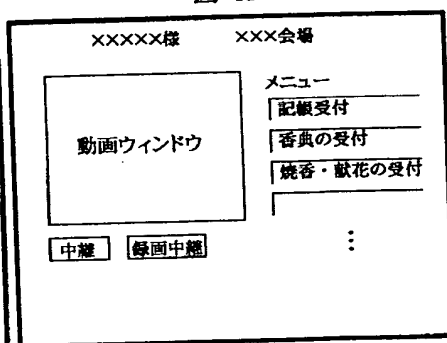 ×××××様　×××会場
動画ウィンドウ
中継　録画中継
メニュー
記帳受付
香典の受付
焼香・献花の受付